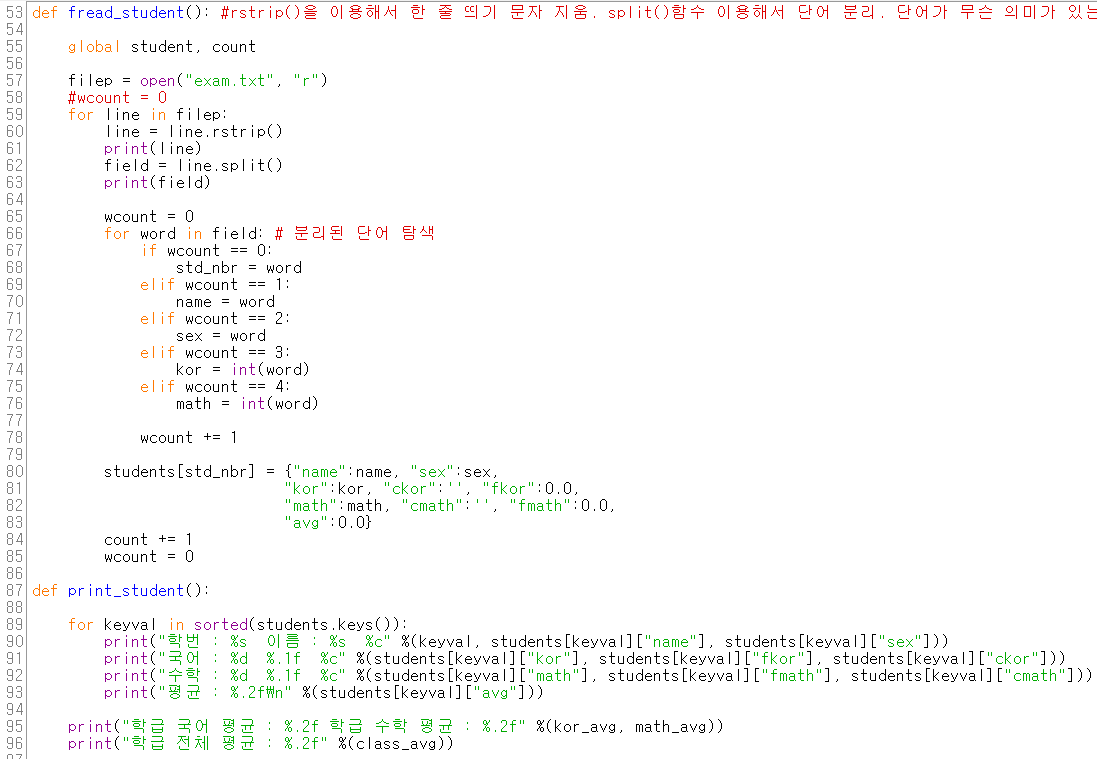 53 def fread_student(): #rstrip()을 이용해서 한 줄 띄기 문자 지움. split()함수 이용해서 단어 분리. 단어가 무슨 의미가 있는
54
55     global student, count
56
57     filep = open("exam.txt", "r")
58     #wcount = 0
59     for line in filep:
60         line = line.rstrip()
61         print(line)
62         field = line.split()
63         print(field)
64
65         wcount = 0
66         for word in field: # 분리된 단어 탐색
67             if wcount == 0:
68                 std_nbr = word
69             elif wcount == 1:
70                 name = word
71             elif wcount == 2:
72                 sex = word
73             elif wcount == 3:
74                 kor = int(word)
75             elif wcount == 4:
76                 math = int(word)
77
78             wcount += 1
79
80         students[std_nbr] = {"name":name, "sex":sex,
81                             "kor":kor, "ckor":'', "fkor":0.0,
82                             "math":math, "cmath":'', "fmath":0.0,
83                             "avg":0.0}
84         count += 1
85         wcount = 0
86
87 def print_student():
88
89     for keyval in sorted(students.keys()):
90         print("학번 : %s  이름 : %s  %c" %(keyval, students[keyval]["name"], students[keyval]["sex"]))
91         print("국어 : %d  %.1f  %c" %(students[keyval]["kor"], students[keyval]["fkor"], students[keyval]["ckor"]))
92         print("수학 : %d  %.1f  %c" %(students[keyval]["math"], students[keyval]["fmath"], students[keyval]["cmath"]))
93         print("평균 : %.2f₩n" %(students[keyval]["avg"]))
94
95     print("학급 국어 평균 : %.2f 학급 수학 평균 : %.2f" %(kor_avg, math_avg))
96     print("학급 전체 평균 : %.2f" %(class_avg))